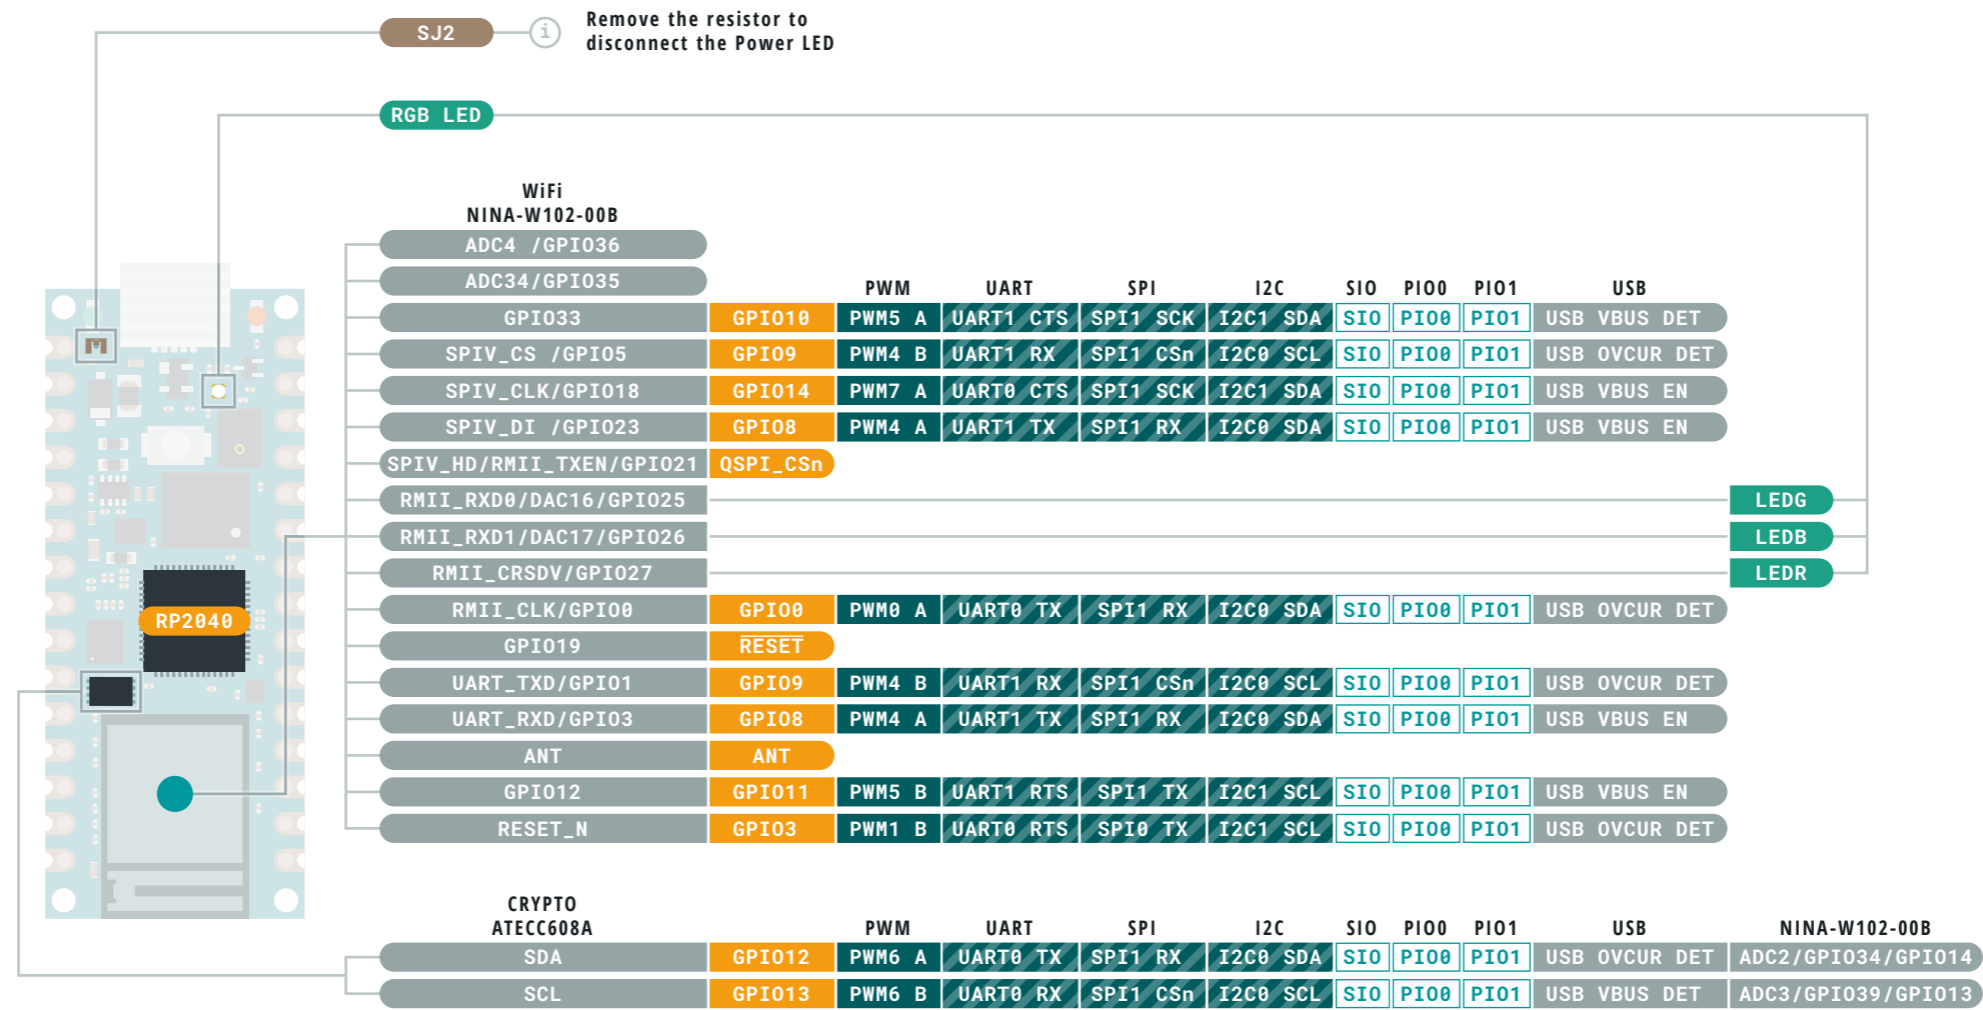 SJ2
i
Remove the resistor to
disconnect the Power LED
RGB LED
WiFi
NINA-W102-00B
ADC4 /GPIO36
ADC34/GPIO35
PWM UART SPI I2C SIO PIO0 PIO1 USB
GPIO33 GPIO10 PWM5 A UART1 CTS SPI1 SCK I2C1 SDA SIO PIO0 PIO1 USB VBUS DET
SPIV_CS /GPIO5 GPIO9 PWM4 B UART1 RX SPI1 CSn I2C0 SCL SIO PIO0 PIO1 USB OVCUR DET
SPIV_CLK/GPIO18 GPIO14 PWM7 A UART0 CTS SPI1 SCK I2C1 SDA SIO PIO0 PIO1 USB VBUS EN
SPIV_DI /GPIO23 GPIO8 PWM4 A UART1 TX SPI1 RX I2C0 SDA SIO PIO0 PIO1 USB VBUS EN
SPIV_HD/RMII_TXEN/GPIO21 QSPI_CSn
RMII_RXD0/DAC16/GPIO25 LEDG
RMII_RXD1/DAC17/GPIO26 LEDB
RMII_CRSDV/GPIO27 LEDR
RMII_CLK/GPIO0 GPIO0 PWM0 A UART0 TX SPI1 RX I2C0 SDA SIO PIO0 PIO1 USB OVCUR DET
RP2040
GPIO19 RESET
UART_TXD/GPIO1 GPIO9 PWM4 B UART1 RX SPI1 CSn I2C0 SCL SIO PIO0 PIO1 USB OVCUR DET
UART_RXD/GPIO3 GPIO8 PWM4 A UART1 TX SPI1 RX I2C0 SDA SIO PIO0 PIO1 USB VBUS EN
ANT ANT
GPIO12 GPIO11 PWM5 B UART1 RTS SPI1 TX I2C1 SCL SIO PIO0 PIO1 USB VBUS EN
RESET_N GPIO3 PWM1 B UART0 RTS SPI0 TX I2C1 SCL SIO PIO0 PIO1 USB OVCUR DET
CRYPTO
ATECC608A PWM UART SPI I2C SIO PIO0 PIO1 USB NINA-W102-00B
SDA GPIO12 PWM6 A UART0 TX SPI1 RX I2C0 SDA SIO PIO0 PIO1 USB OVCUR DET ADC2/GPIO34/GPIO14
SCL GPIO13 PWM6 B UART0 RX SPI1 CSn I2C0 SCL SIO PIO0 PIO1 USB VBUS DET ADC3/GPIO39/GPIO13